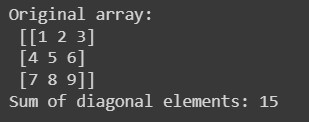 Original array:
[[1 2 3]
[4 5 6]
[7 8 9]]
Sum of diagonal elements: 15